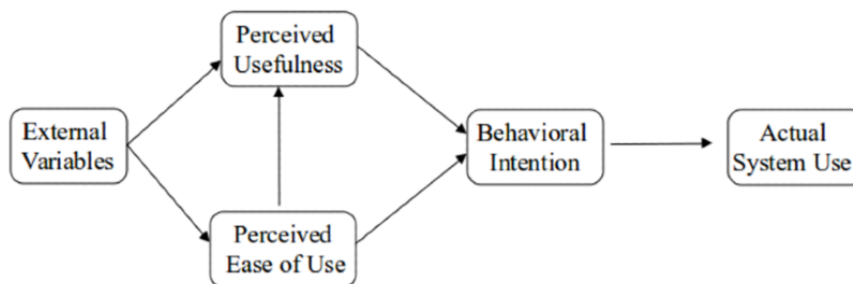 Perceived
Usefulness
External
Variables
Behavioral
Intention
Actual
System Use
Perceived
Ease of Use